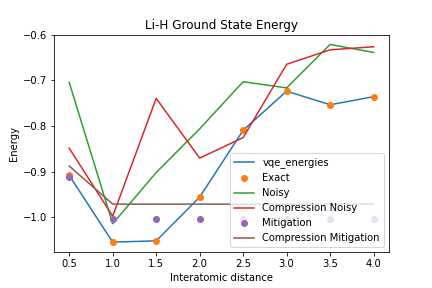 Li-H Ground State Energy
Energy
−0.6
−0.7
−0.8
−0.9
−1.0
vqe_energies
Exact
Noisy
Compression Noisy
Mitigation
Compression Mitigation
0.5 1.0 1.5 2.0 2.5 3.0 3.5 4.0
Interatomic distance